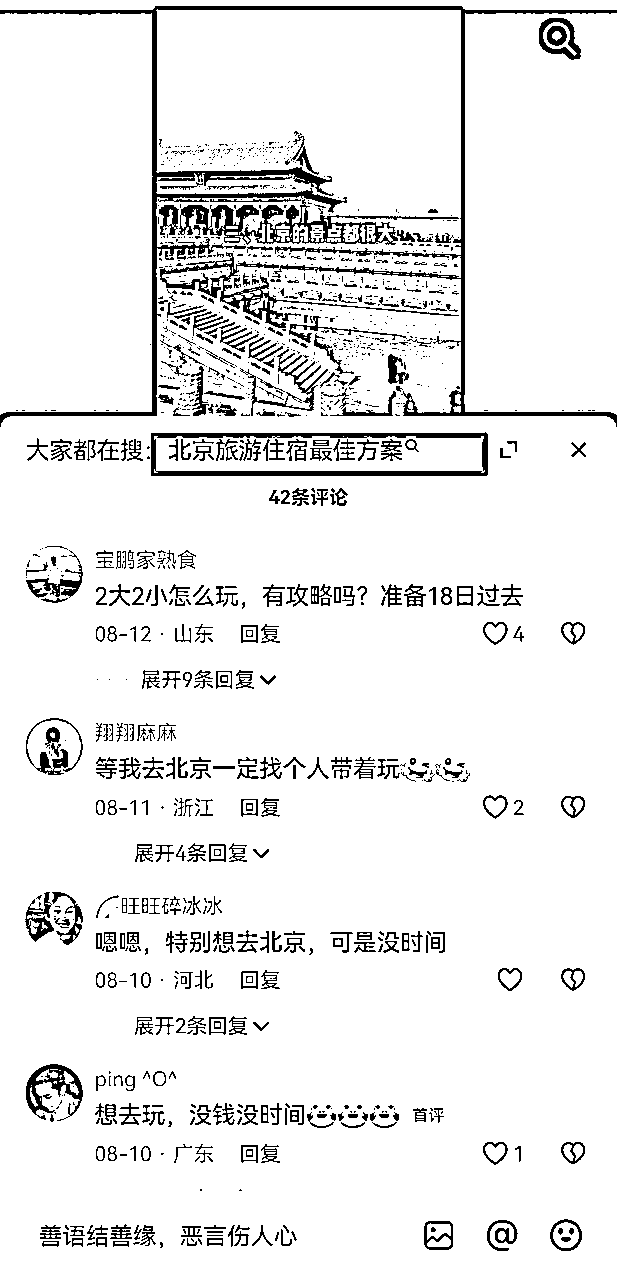 三、北京的景点都很大
大家都在搜: 北京旅游住宿最佳方案
42条评论
宝鹏家熟食
2大2小怎么玩，有攻略吗？准备18日过去
08-12 · 山东 回复
4
展开9条回复
翔翔麻麻
等我去北京一定找个人带着玩
08-11 · 浙江 回复
2
展开4条回复
旺旺碎冰冰
嗯嗯，特别想去北京，可是没时间
08-10 · 河北 回复
展开2条回复
ping ^O^
想去玩，没钱没时间 首评
08-10 · 广东 回复
1
善语结善缘，恶言伤人心